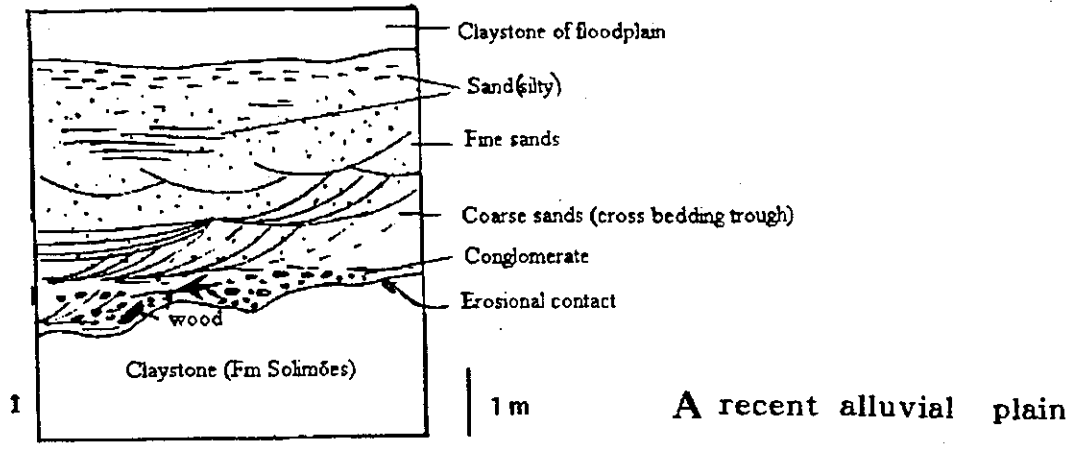 Claystone of floodplain
Sand (silty)
Fine sands
Coarse sands (cross bedding trough)
Conglomerate
Erosional contact
wood
Claystone (Fm Solimões)
1
1 m
A recent alluvial plain